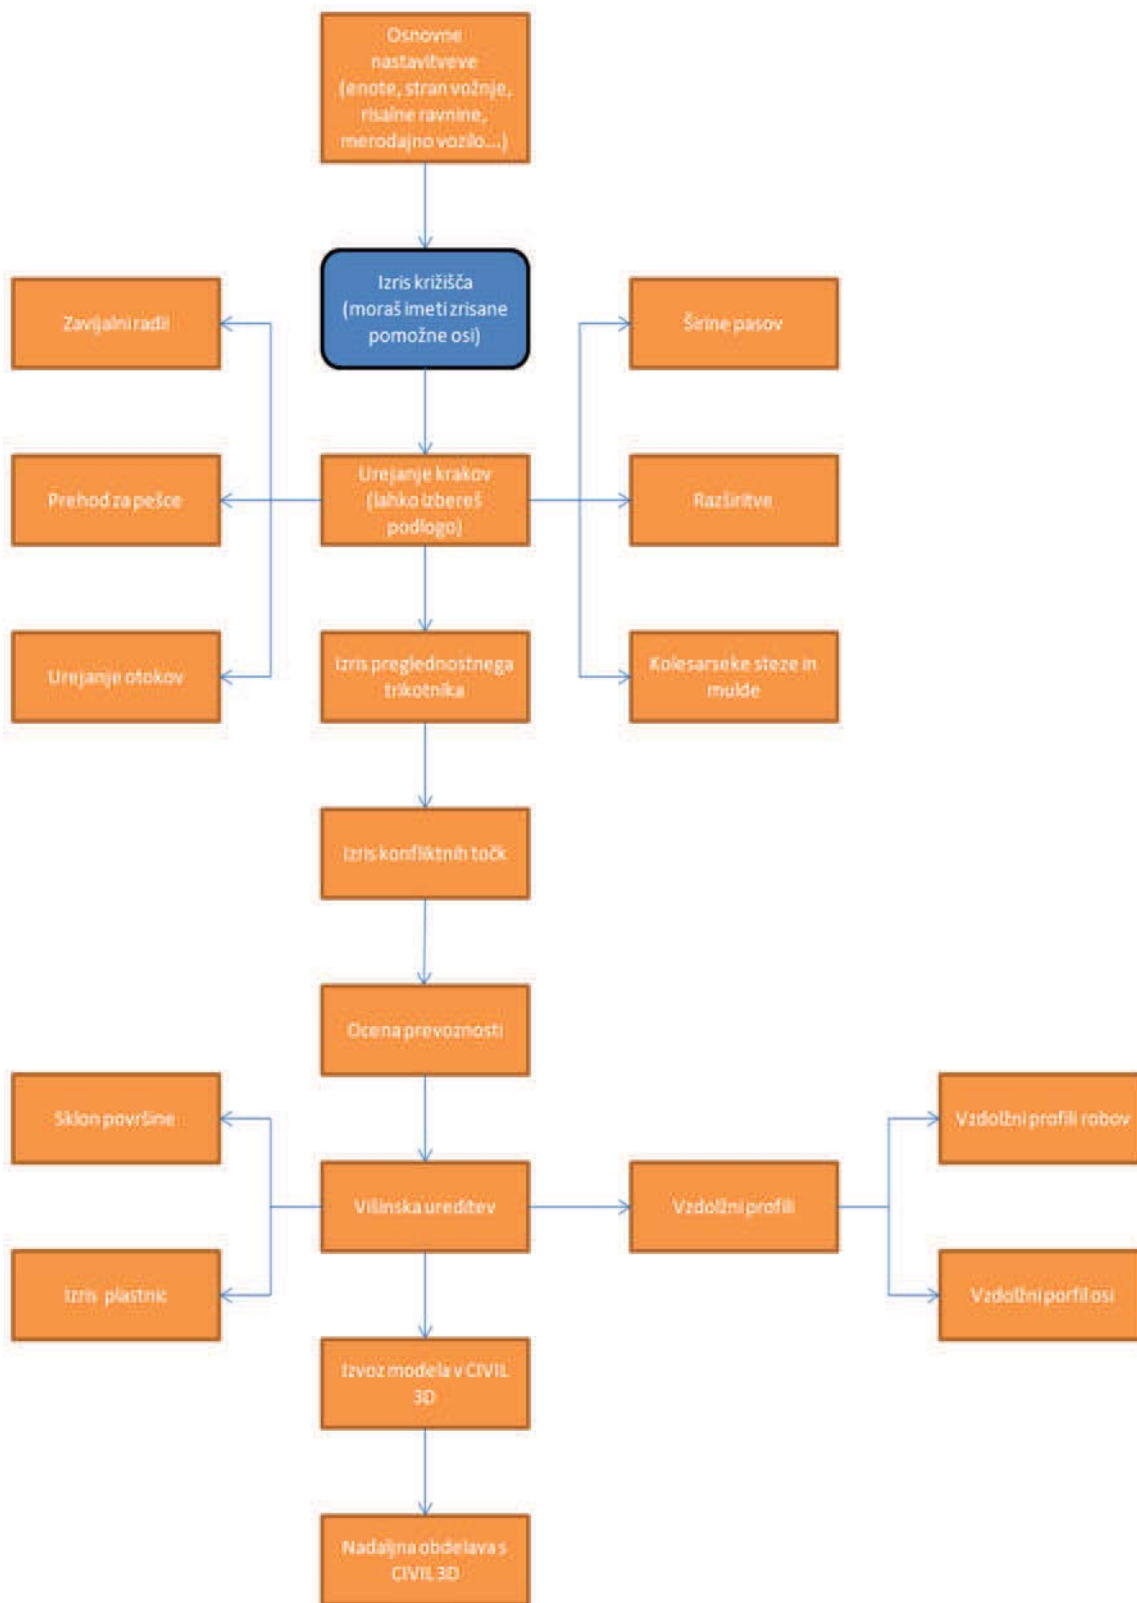 Osnovne
nastavitveve
(enote, stran vožnje,
risalne ravnine,
merodajno vozilo...)
Izris križišča
(moraš imeti zrisane
pomožne osi)
Zavijalni radii
Širine pasov
Prehod za pešce
Urejanje krakov
(lahko izbereš
podlogo)
Razširitve
Urejanje otokov
Izris preglednostnega
trikotnika
Kolesarseke steze in
mulde
Izris konfliktnih točk
Ocena prevoznosti
Sklon površine
Vzdolžni profili robov
Višinska ureditev
Vzdolžni profili
Izris plastnic
Vzdolžni porfil osi
Izvoz modela v CIVIL
3D
Nadaljna obdelava s
CIVIL 3D